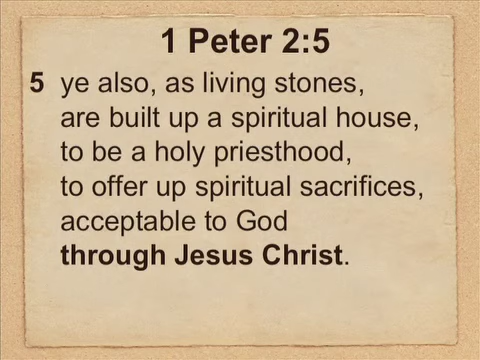 1 Peter 2:5
5 ye also, as living stones,
are built up a spiritual house,
to be a holy priesthood,
to offer up spiritual sacrifices,
acceptable to God
through Jesus Christ.